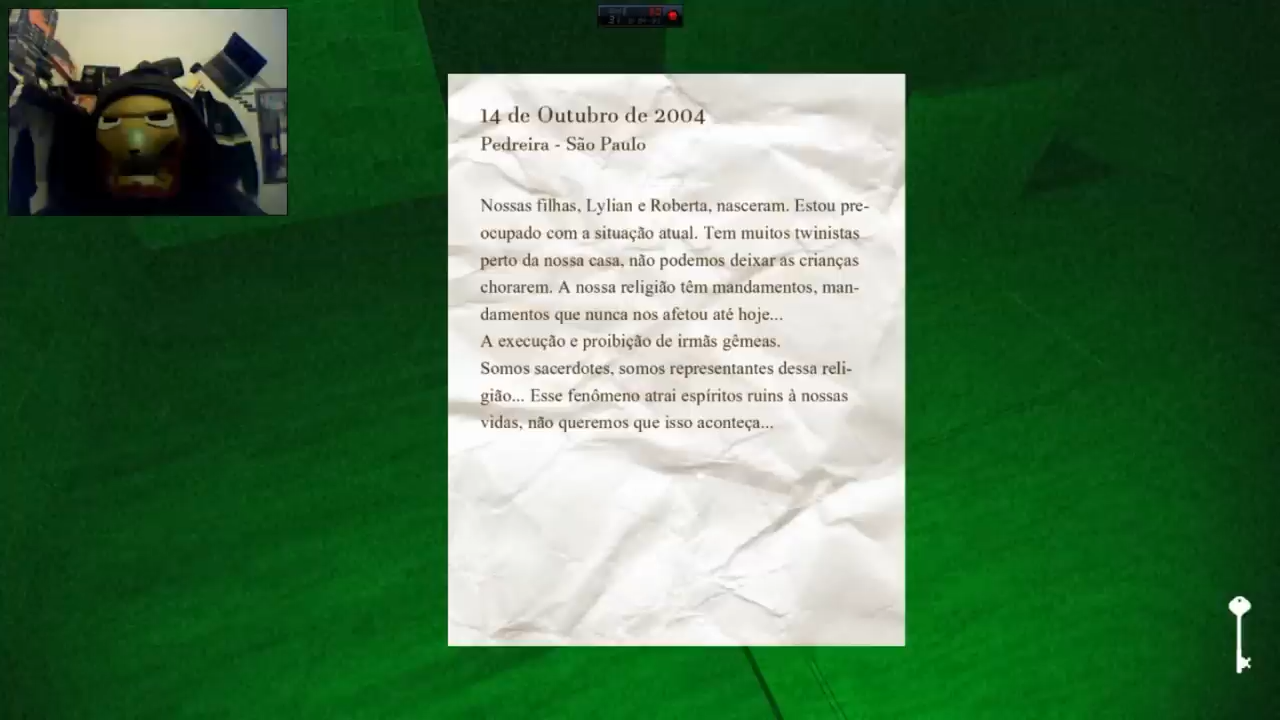 14 de Outubro de 2004
Pedreira - São Paulo
Nossas filhas, Lylian e Roberta, nasceram. Estou pre-
ocupado com a situação atual. Tem muitos twinistas
perto da nossa casa, não podemos deixar as crianças
chorarem. A nossa religião têm mandamentos, man-
damentos que nunca nos afetou até hoje...
A execução e proibição de irmãs gêmeas.
Somos sacerdotes, somos representantes dessa reli-
gião... Esse fenômeno atrai espíritos ruins à nossas
vidas, não queremos que isso aconteça...